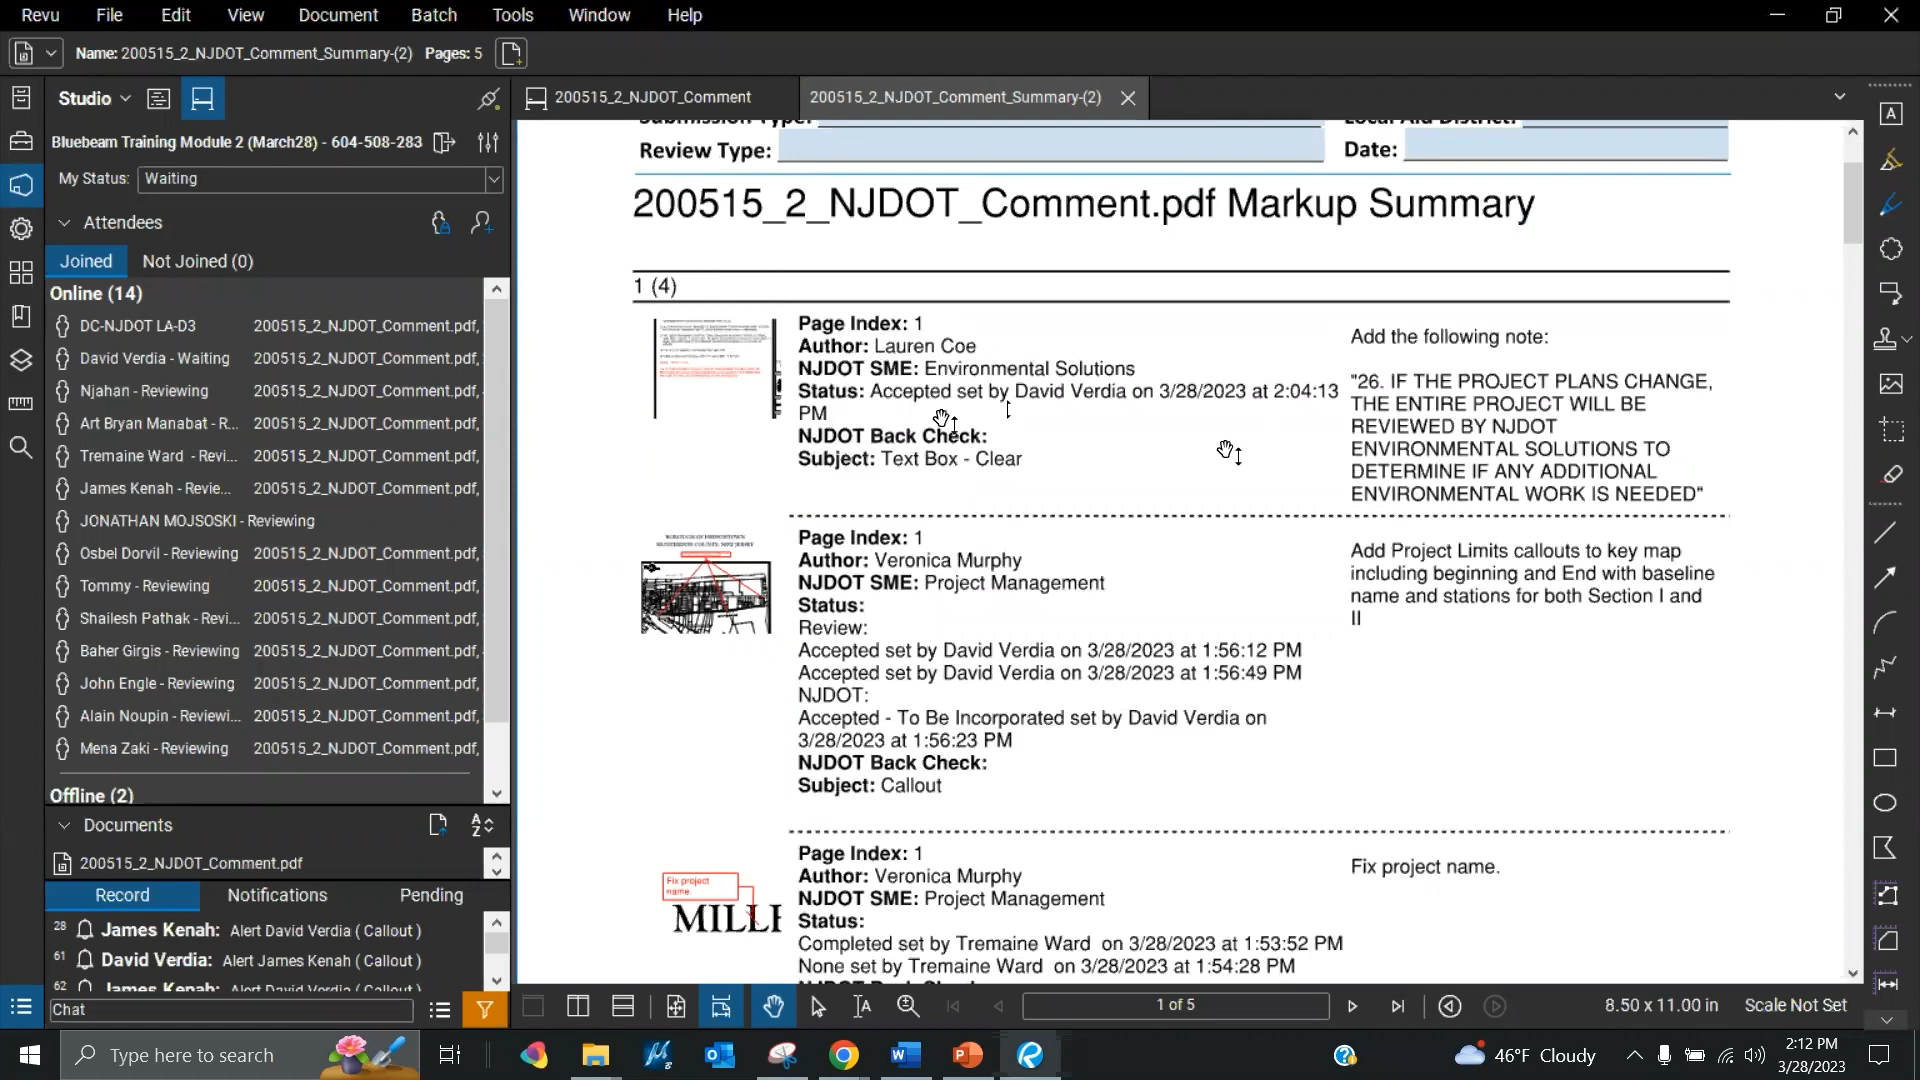 Revu File Edit View Document Batch Tools Window Help
Name: 200515_2_NJDOT_Comment_Summary-(2) Pages: 5
Studio
200515_2_NJDOT_Comment
200515_2_NJDOT_Comment_Summary-(2)
Bluebeam Training Module 2 (March28) - 604-508-283
My Status: Waiting
Attendees
Joined Not Joined (0)
Online (14)
DC-NJDOT LA-D3 200515_2_NJDOT_Comment.pdf,
David Verdia - Waiting 200515_2_NJDOT_Comment.pdf,
Njahan - Reviewing 200515_2_NJDOT_Comment.pdf,
Art Bryan Manabat - R... 200515_2_NJDOT_Comment.pdf,
Tremaine Ward - Revi... 200515_2_NJDOT_Comment.pdf,
James Kenah - Revie... 200515_2_NJDOT_Comment.pdf,
JONATHAN MOJSOSKI - Reviewing
Osbel Dorvil - Reviewing 200515_2_NJDOT_Comment.pdf,
Tommy - Reviewing 200515_2_NJDOT_Comment.pdf,
Shailesh Pathak - Revi... 200515_2_NJDOT_Comment.pdf,
Baher Girgis - Reviewing 200515_2_NJDOT_Comment.pdf,
John Engle - Reviewing 200515_2_NJDOT_Comment.pdf,
Alain Noupin - Reviewi... 200515_2_NJDOT_Comment.pdf,
Mena Zaki - Reviewing 200515_2_NJDOT_Comment.pdf,
Offline (2)
Documents
200515_2_NJDOT_Comment.pdf
Record Notifications Pending
28 James Kenah: Alert David Verdia ( Callout )
61 David Verdia: Alert James Kenah ( Callout )
62 James Kenah: Alert David Verdia ( Callout )
Chat
Submission Type: Local Aid District:
Review Type: Date:
200515_2_NJDOT_Comment.pdf Markup Summary
1 (4)
Page Index: 1
Author: Lauren Coe
NJDOT SME: Environmental Solutions
Status: Accepted set by David Verdia on 3/28/2023 at 2:04:13
PM
NJDOT Back Check:
Subject: Text Box - Clear
Add the following note:
"26. IF THE PROJECT PLANS CHANGE,
THE ENTIRE PROJECT WILL BE
REVIEWED BY NJDOT
ENVIRONMENTAL SOLUTIONS TO
DETERMINE IF ANY ADDITIONAL
ENVIRONMENTAL WORK IS NEEDED"
Page Index: 1
Author: Veronica Murphy
NJDOT SME: Project Management
Status:
Review:
Accepted set by David Verdia on 3/28/2023 at 1:56:12 PM
Accepted set by David Verdia on 3/28/2023 at 1:56:49 PM
NJDOT:
Accepted - To Be Incorporated set by David Verdia on
3/28/2023 at 1:56:23 PM
NJDOT Back Check:
Subject: Callout
Add Project Limits callouts to key map
including beginning and End with baseline
name and stations for both Section I and
II
Fix project
name.
MILL
Page Index: 1
Author: Veronica Murphy
NJDOT SME: Project Management
Status:
Completed set by Tremaine Ward on 3/28/2023 at 1:53:52 PM
None set by Tremaine Ward on 3/28/2023 at 1:54:28 PM
Fix project name.
1 of 5
8.50 x 11.00 in Scale Not Set
Type here to search
46°F Cloudy
2:12 PM
3/28/2023